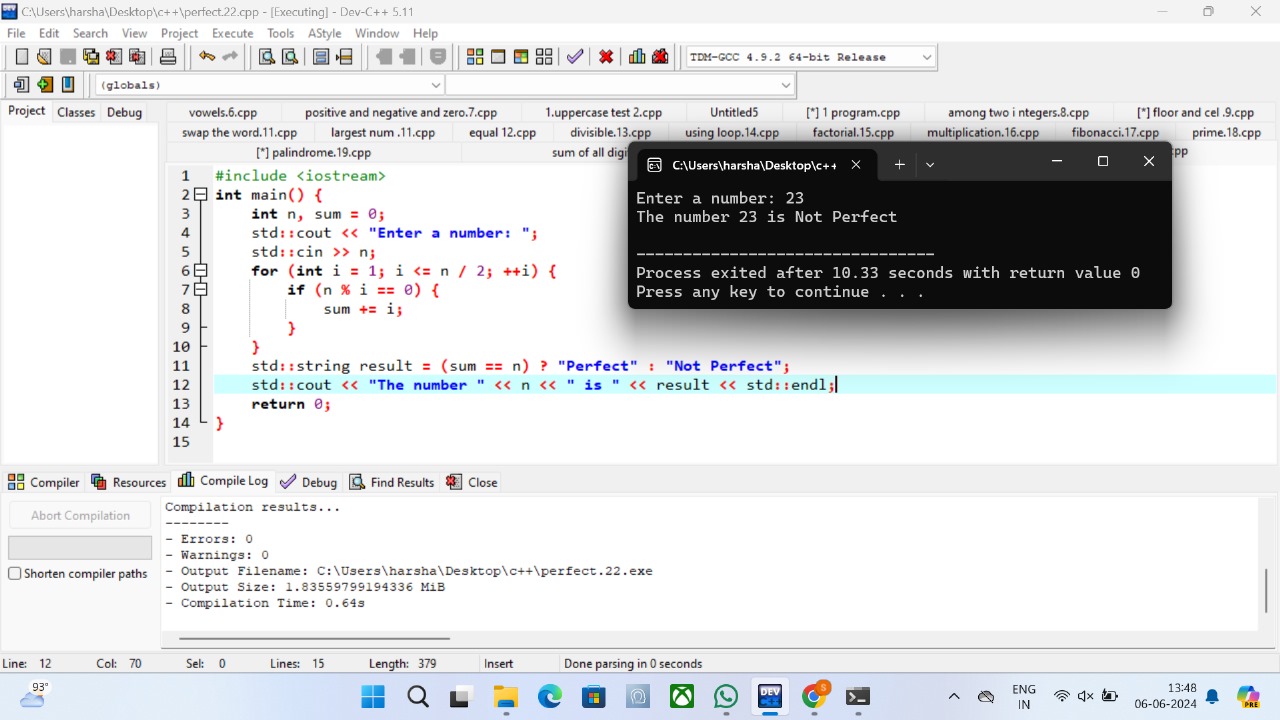 C:\Users\harsha\Desktop\c++\perfect.22.cpp - [Executing] - Dev-C++ 5.11
File Edit Search View Project Execute Tools AStyle Window Help
TDM-GCC 4.9.2 64-bit Release
(globals)
Project Classes Debug
vowels.6.cpp positive and negative and zero.7.cpp 1.uppercase test 2.cpp Untitled5 [*] 1 program.cpp among two i ntegers.8.cpp [*] floor and cel .9.cpp
swap the word.11.cpp largest num .11.cpp equal 12.cpp divisible.13.cpp using loop.14.cpp factorial.15.cpp multiplication.16.cpp fibonacci.17.cpp prime.18.cpp
[*] palindrome.19.cpp sum of all digi
1 #include <iostream>
2 int main() {
3 int n, sum = 0;
4 std::cout << "Enter a number: ";
5 std::cin >> n;
6 for (int i = 1; i <= n / 2; ++i) {
7 if (n % i == 0) {
8 sum += i;
9 }
10 }
11 std::string result = (sum == n) ? "Perfect" : "Not Perfect";
12 std::cout << "The number " << n << " is " << result << std::endl;
13 return 0;
14 }
15
C:\Users\harsha\Desktop\c++
Enter a number: 23
The number 23 is Not Perfect
--------------------------------
Process exited after 10.33 seconds with return value 0
Press any key to continue . . .
Compiler Resources Compile Log Debug Find Results Close
Abort Compilation
Shorten compiler paths
Compilation results...
--------
- Errors: 0
- Warnings: 0
- Output Filename: C:\Users\harsha\Desktop\c++\perfect.22.exe
- Output Size: 1.83559799194336 MiB
- Compilation Time: 0.64s
Line: 12 Col: 70 Sel: 0 Lines: 15 Length: 379 Insert Done parsing in 0 seconds
93°
DEV
S
ENG
IN
13:48
06-06-2024
PRE